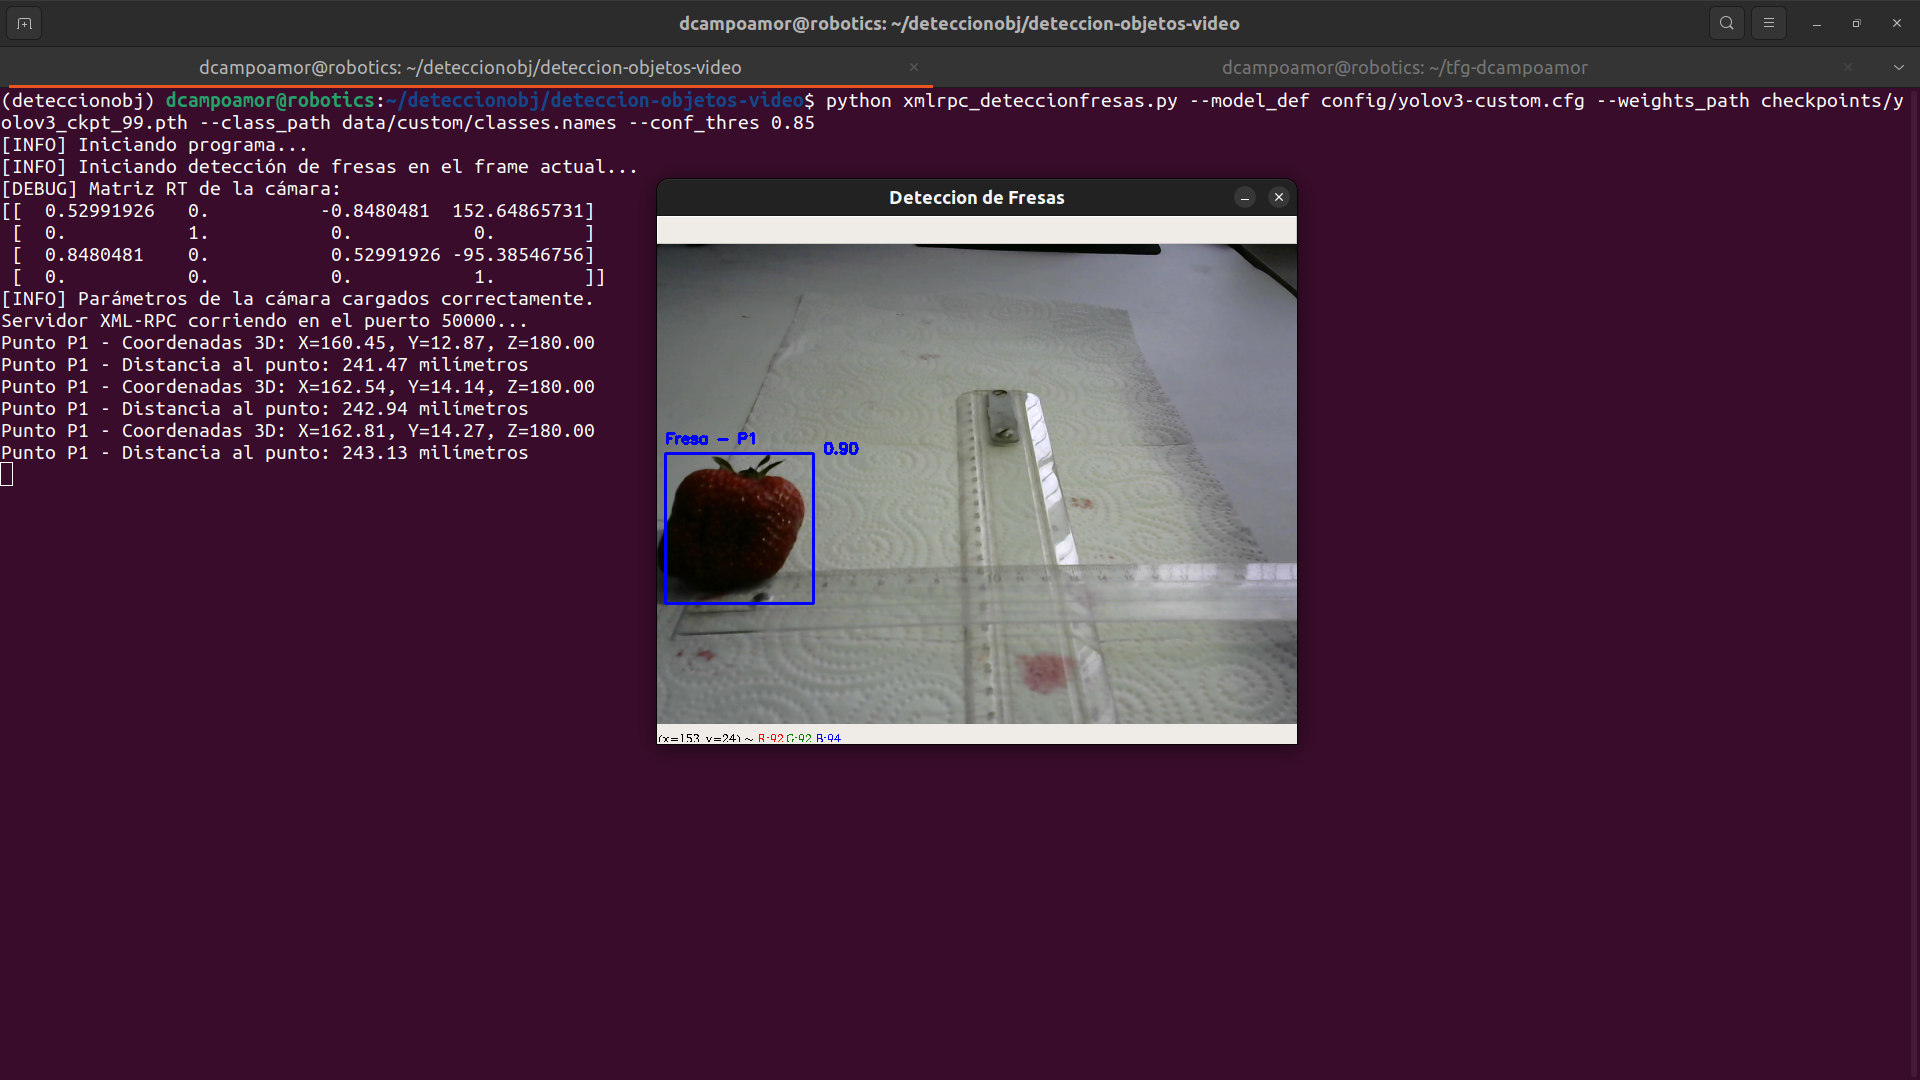 dcampoamor@robotics: ~/deteccionobj/deteccion-objetos-video
dcampoamor@robotics: ~/deteccionobj/deteccion-objetos-video
dcampoamor@robotics: ~/tfg-dcampoamor
(deteccionobj) dcampoamor@robotics:~/deteccionobj/deteccion-objetos-video$ python xmlrpc_deteccionfresas.py --model_def config/yolov3-custom.cfg --weights_path checkpoints/y
olov3_ckpt_99.pth --class_path data/custom/classes.names --conf_thres 0.85
[INFO] Iniciando programa...
[INFO] Iniciando detección de fresas en el frame actual...
[DEBUG] Matriz RT de la cámara:
[[  0.52991926   0.          -0.8480481  152.64865731]
 [  0.           1.           0.           0.        ]
 [  0.8480481    0.           0.52991926 -95.38546756]
 [  0.           0.           0.           1.        ]]
[INFO] Parámetros de la cámara cargados correctamente.
Servidor XML-RPC corriendo en el puerto 50000...
Punto P1 - Coordenadas 3D: X=160.45, Y=12.87, Z=180.00
Punto P1 - Distancia al punto: 241.47 milímetros
Punto P1 - Coordenadas 3D: X=162.54, Y=14.14, Z=180.00
Punto P1 - Distancia al punto: 242.94 milímetros
Punto P1 - Coordenadas 3D: X=162.81, Y=14.27, Z=180.00
Punto P1 - Distancia al punto: 243.13 milímetros
Deteccion de Fresas
Fresa - P1
0.90
(x=153, y=24) ~ R:92 G:92 B:94